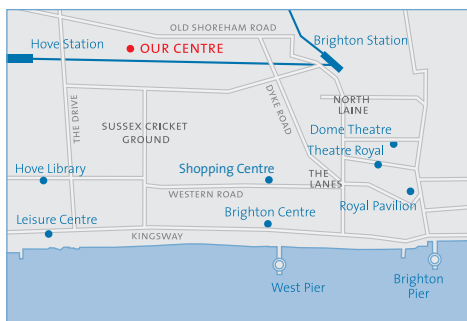 OLD SHOREHAM ROAD
Hove Station
OUR CENTRE
Brighton Station
THE DRIVE
DYKE ROAD
NORTH
LAINE
SUSSEX CRICKET
GROUND
Dome Theatre
Theatre Royal
Hove Library
Shopping Centre
THE
LANES
WESTERN ROAD
Royal Pavilion
Leisure Centre
Brighton Centre
KINGSWAY
West Pier
Brighton
Pier